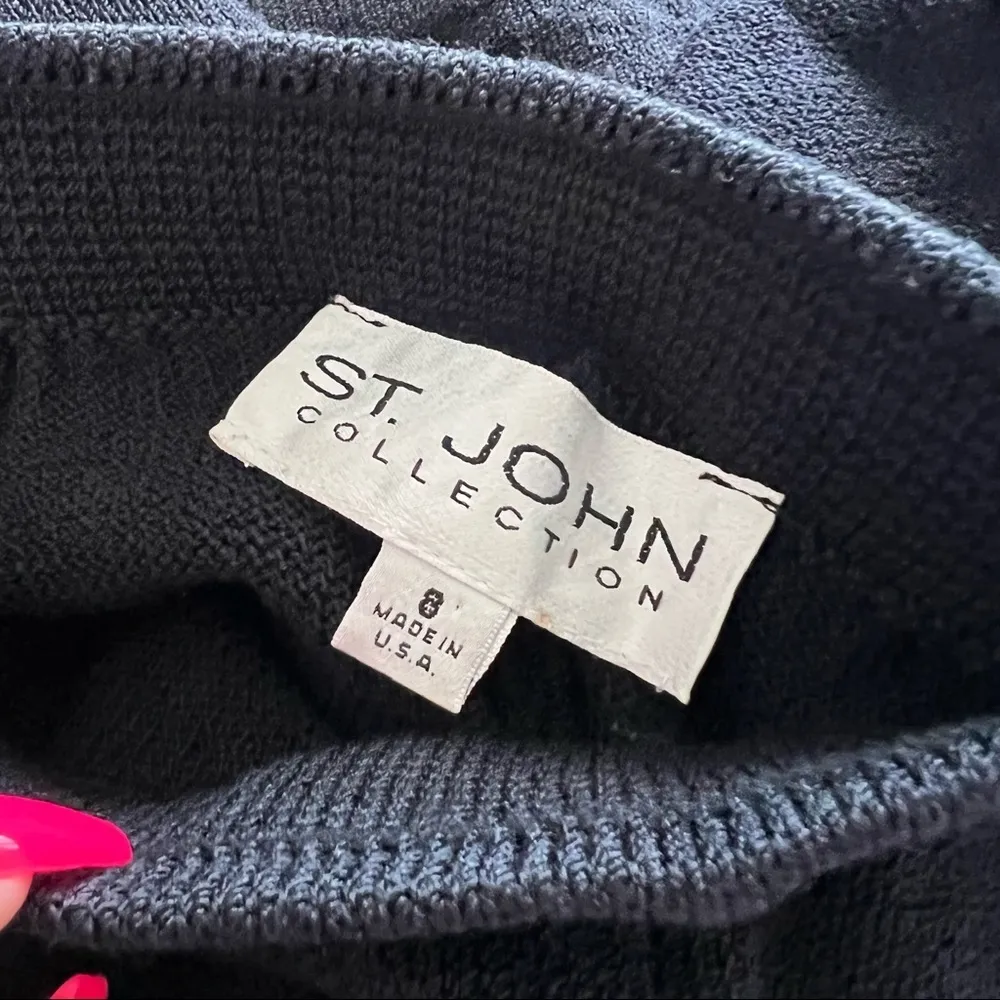 ST. JOHN
COLLECTION
8
MADE IN
U.S.A.